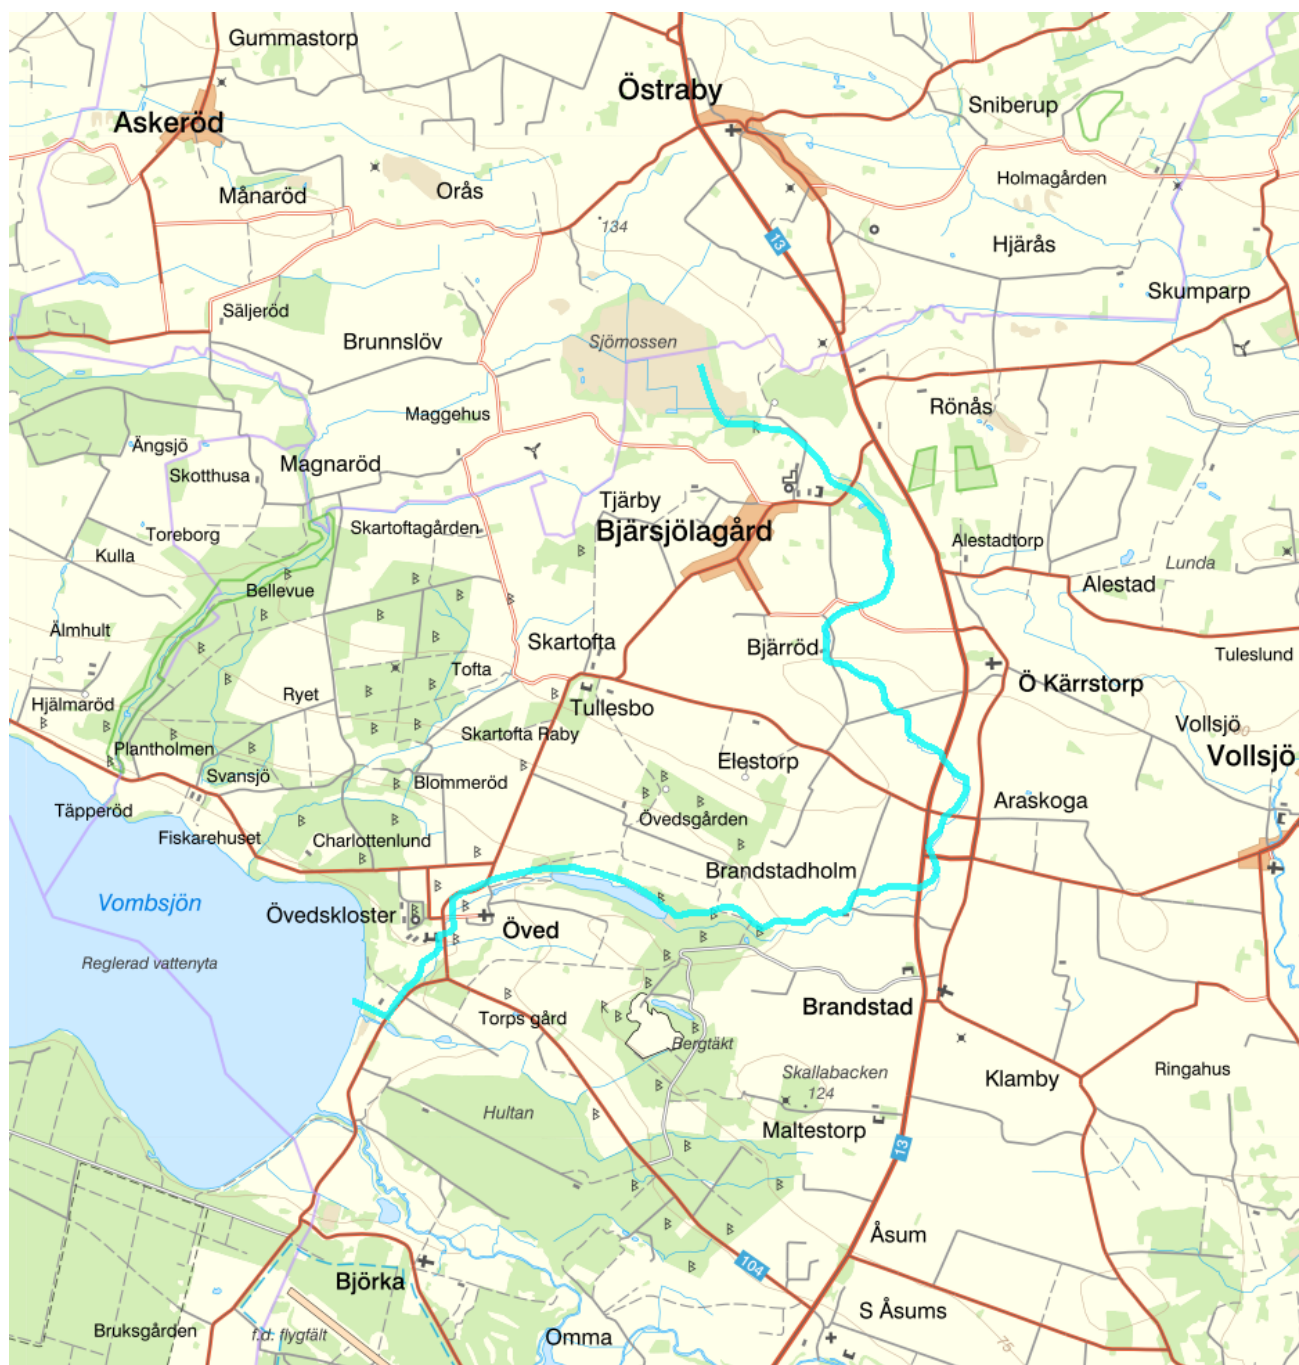 Gummastorp
Östraby
Sniberup
Askeröd
Holmagården
Månaröd
Orås
134
13
Hjärås
Skumparp
Säljeröd
Brunnslöv
Sjömossen
Maggehus
Rönås
Ängsjö
Magnaröd
Skotthusa
Tjärby
Toreborg
Skartoftagården
Bjärsjölagård
Kulla
Alestadtorp
Lunda
Bellevue
Alestad
Älmhult
Skartofta
Bjärröd
Tuleslund
Tofta
Ö Kärrstorp
Ryet
Hjälmaröd
Tullesbo
Vollsjö
Skartofta Raby
Plantholmen
Vollsjö
Svansjö
Blommeröd
Elestorp
Täpperöd
Araskoga
Fiskarehuset
Charlottenlund
Övedsgården
Brandstadholm
Vombsjön
Övedskloster
Öved
Reglerad vattenyta
Brandstad
Torps gård
Bergtäkt
Skallabacken
124
Klamby
Ringahus
Hultan
Maltestorp
13
Åsum
104
Björka
S Åsums
Bruksgården
f.d. flygfält
Omma
75